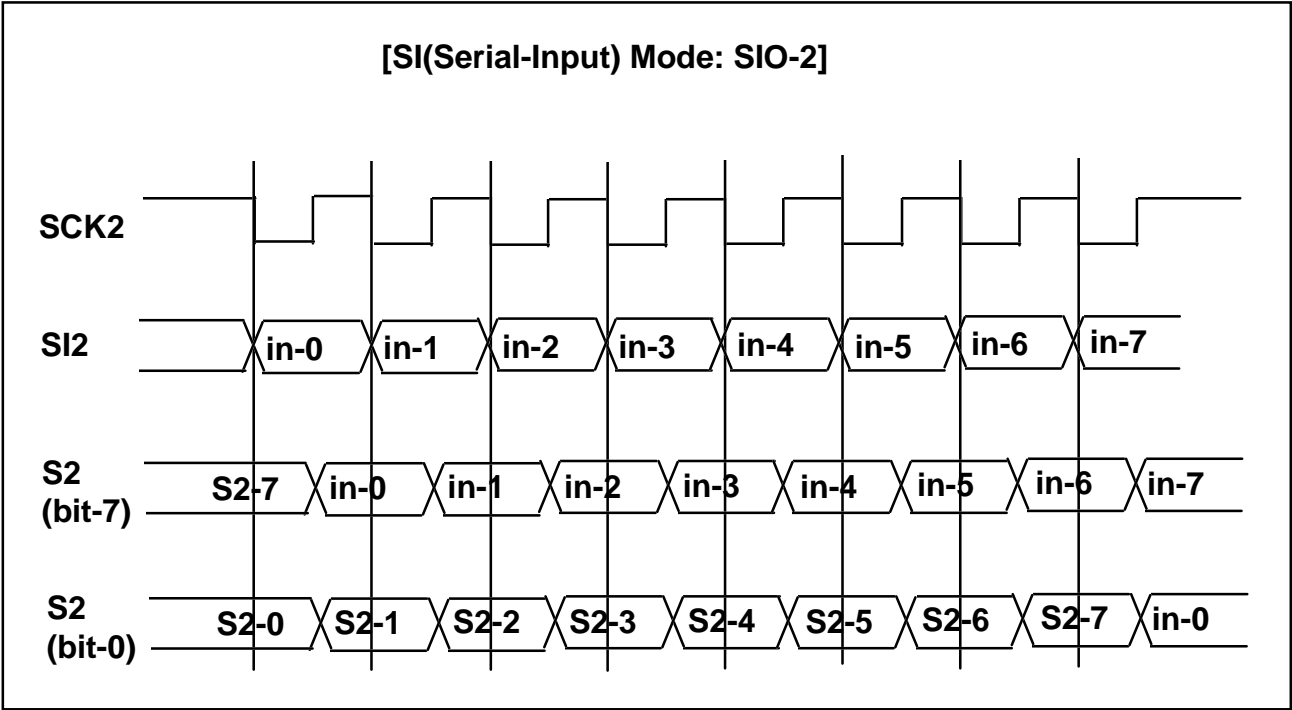 [SI(Serial-Input) Mode: SIO-2]
SCK2
SI2 in-0 in-1 in-2 in-3 in-4 in-5 in-6 in-7
S2 (bit-7) S2-7 in-0 in-1 in-2 in-3 in-4 in-5 in-6 in-7
S2 (bit-0) S2-0 S2-1 S2-2 S2-3 S2-4 S2-5 S2-6 S2-7 in-0